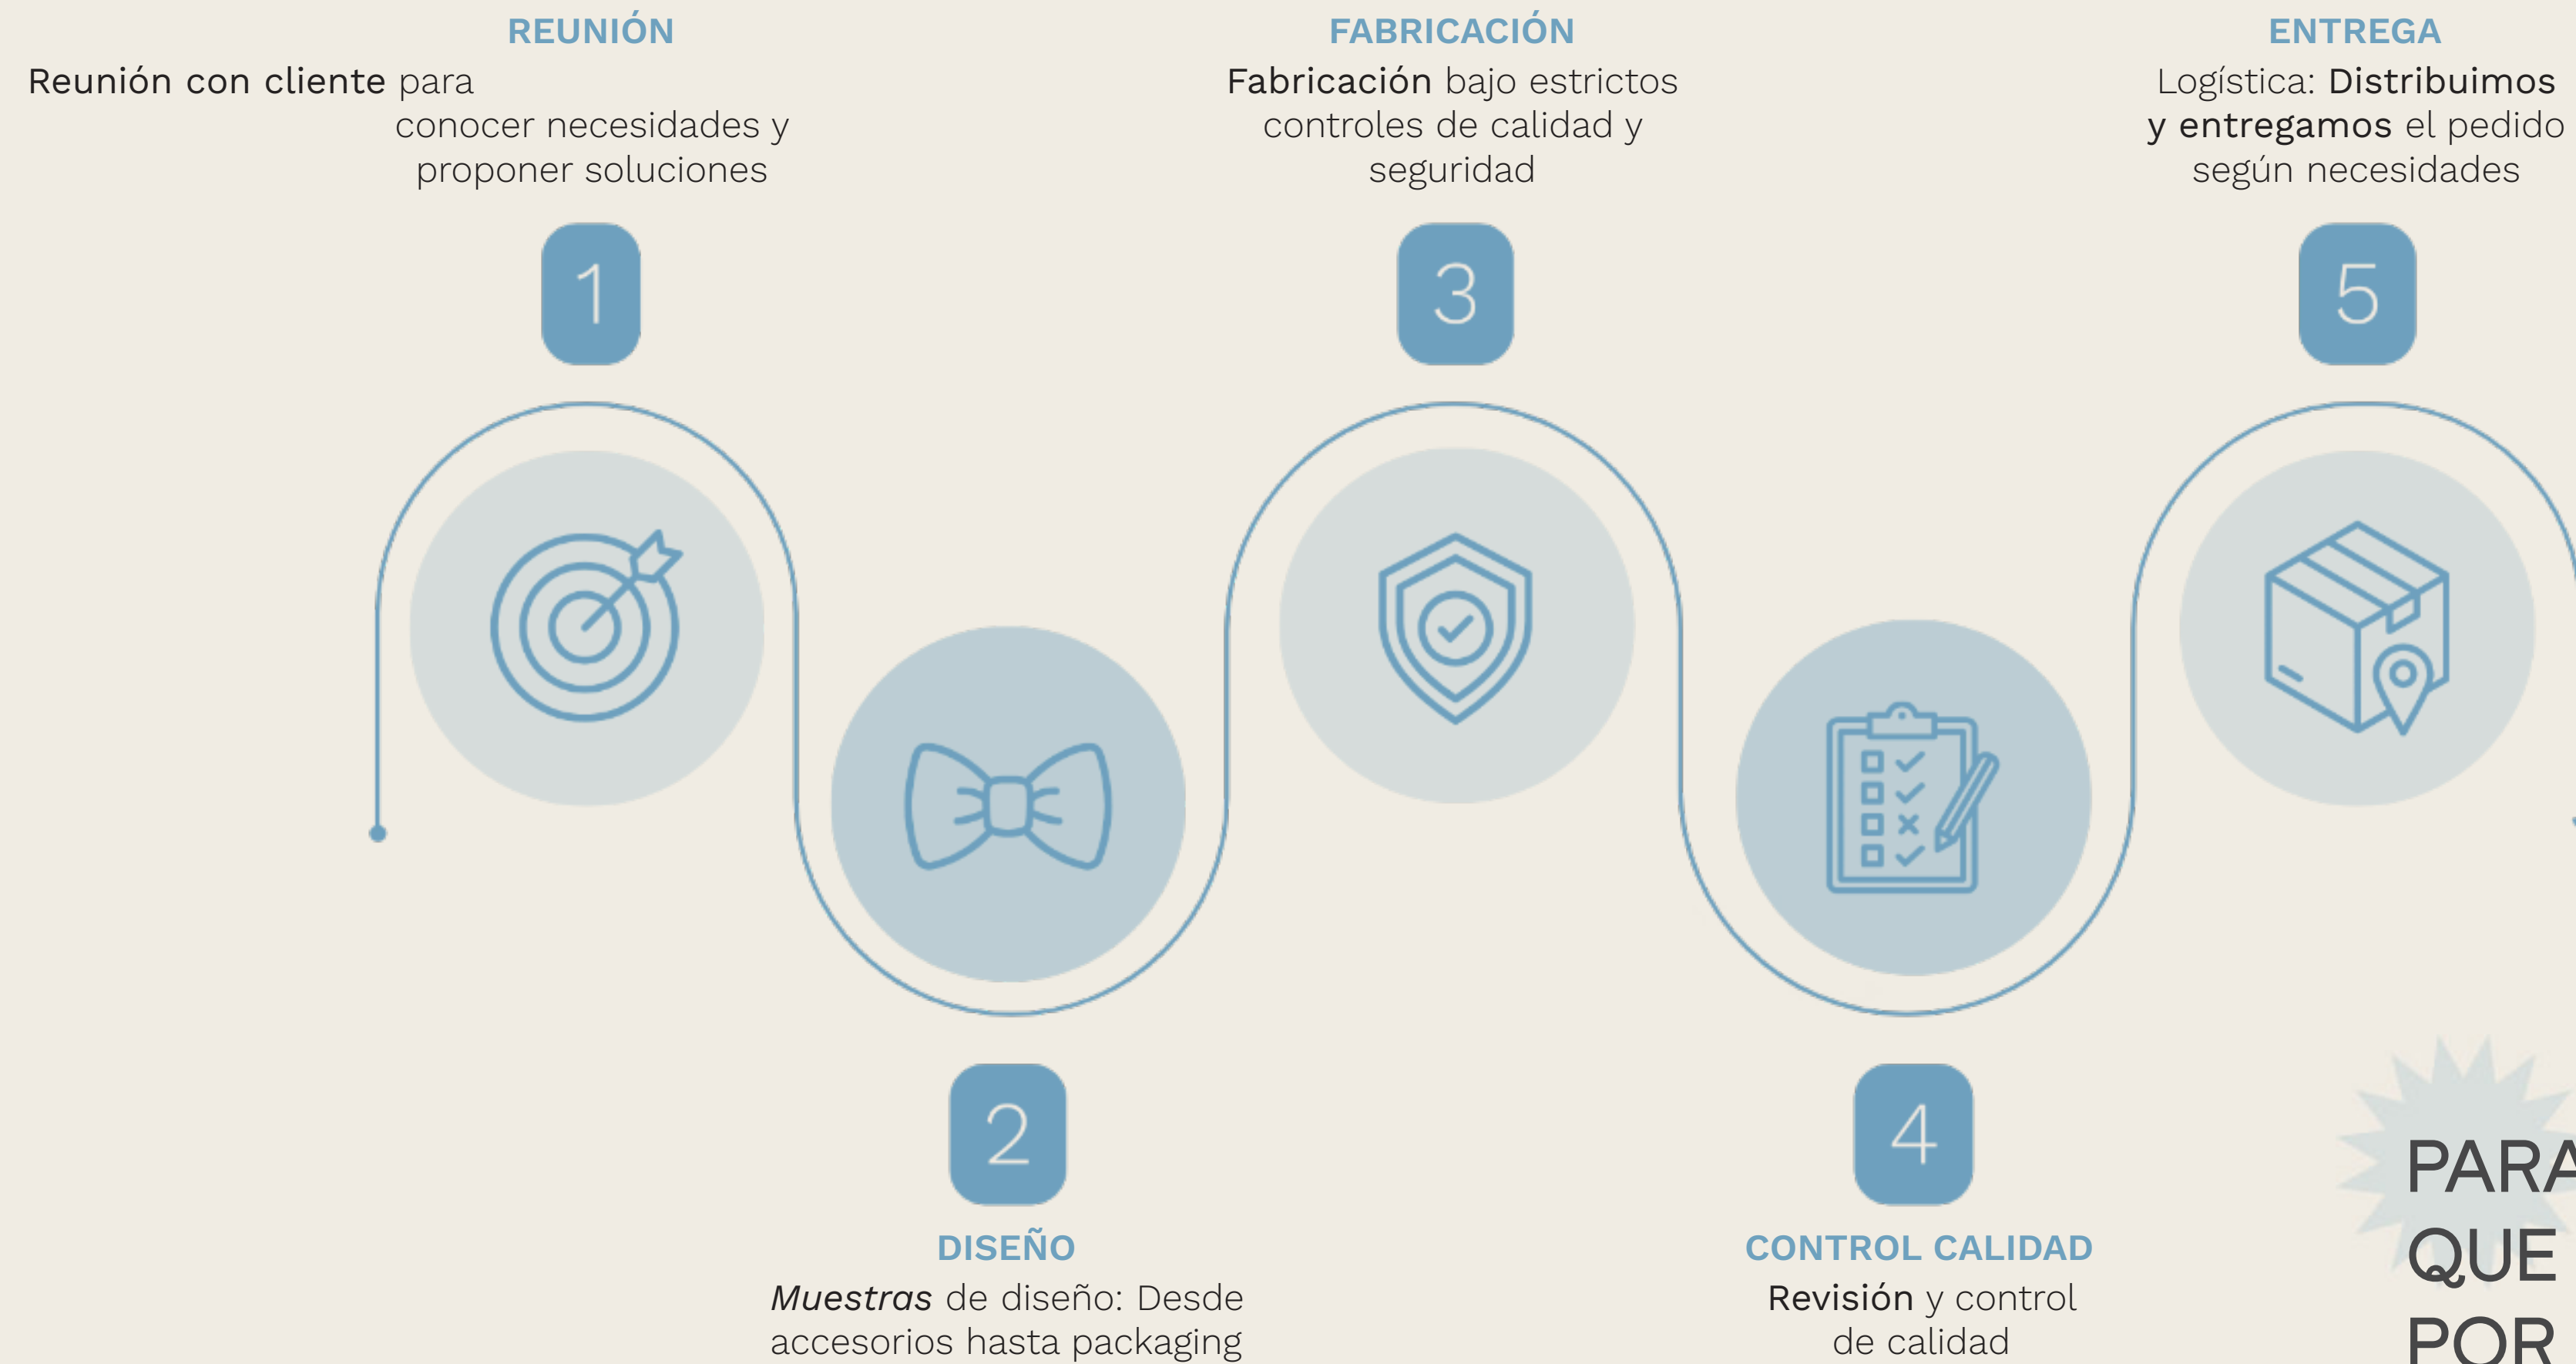 REUNIÓN
Reunión con cliente para
conocer necesidades y
proponer soluciones
1
FABRICACIÓN
Fabricación bajo estrictos
controles de calidad y
seguridad
3
ENTREGA
Logística: Distribuimos
y entregamos el pedido
según necesidades
5
2
DISEÑO
Muestras de diseño: Desde
accesorios hasta packaging
4
CONTROL CALIDAD
Revisión y control
de calidad
PARA
QUE
POR